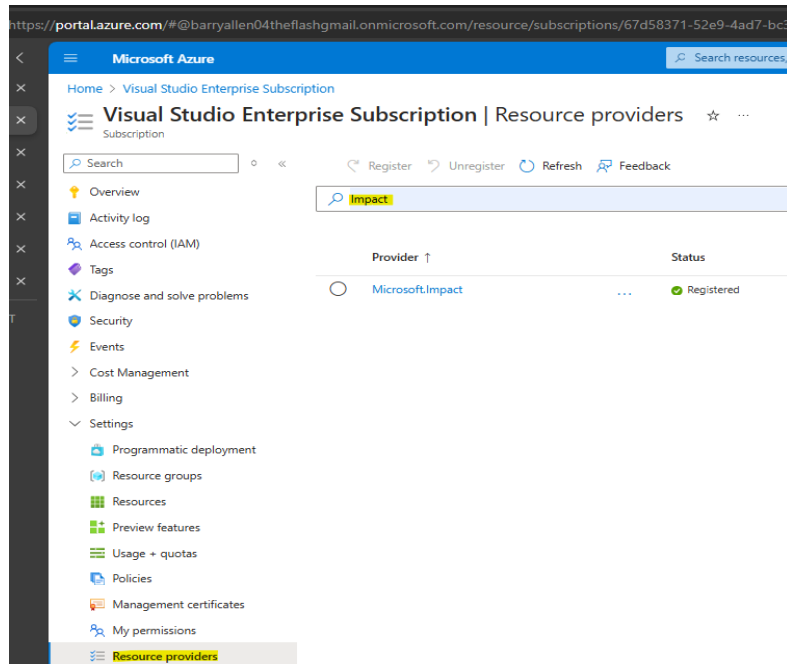 https://portal.azure.com/#@barryallen04theflashgmail.onmicrosoft.com/resource/subscriptions/67d58371-52e9-4ad7-bc3
Microsoft Azure
Search resources,
Home > Visual Studio Enterprise Subscription
Visual Studio Enterprise Subscription | Resource providers
Subscription
Search
Register
Unregister
Refresh
Feedback
Overview
Impact
Activity log
Access control (IAM)
Provider ↑
Status
Tags
Microsoft.Impact
...
Registered
Diagnose and solve problems
Security
T
Events
Cost Management
Billing
Settings
Programmatic deployment
Resource groups
Resources
Preview features
Usage + quotas
Policies
Management certificates
My permissions
Resource providers